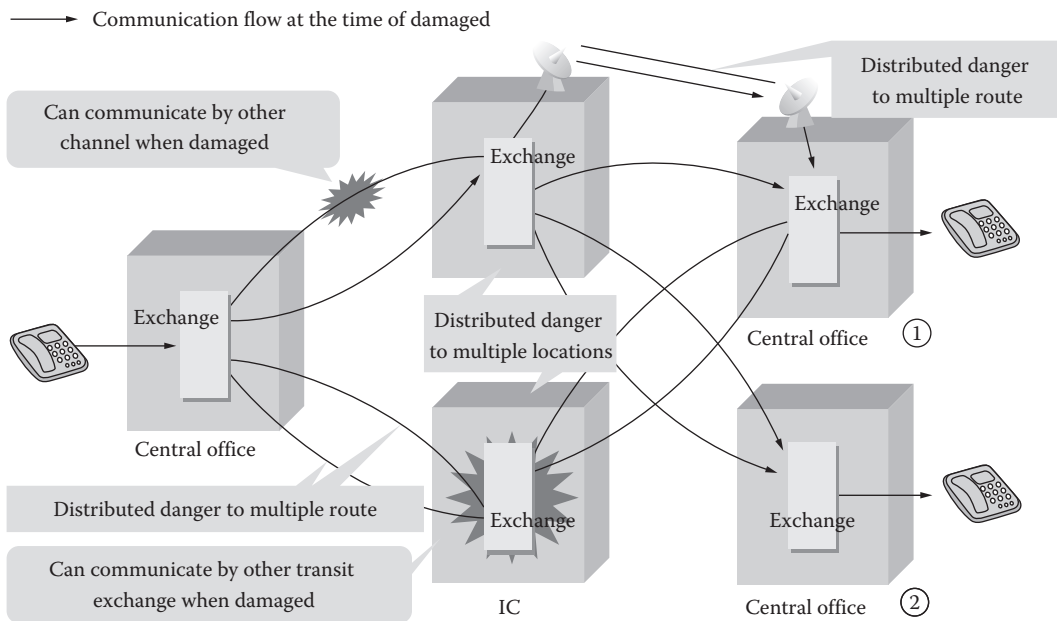 Communication flow at the time of damaged
Distributed danger
to multiple route
Can communicate by other
channel when damaged
Exchange
Exchange
Exchange
Distributed danger
to multiple locations
Central office
1
Central office
Distributed danger to multiple route
Exchange
Exchange
Can communicate by other transit
exchange when damaged
IC
Central office
2